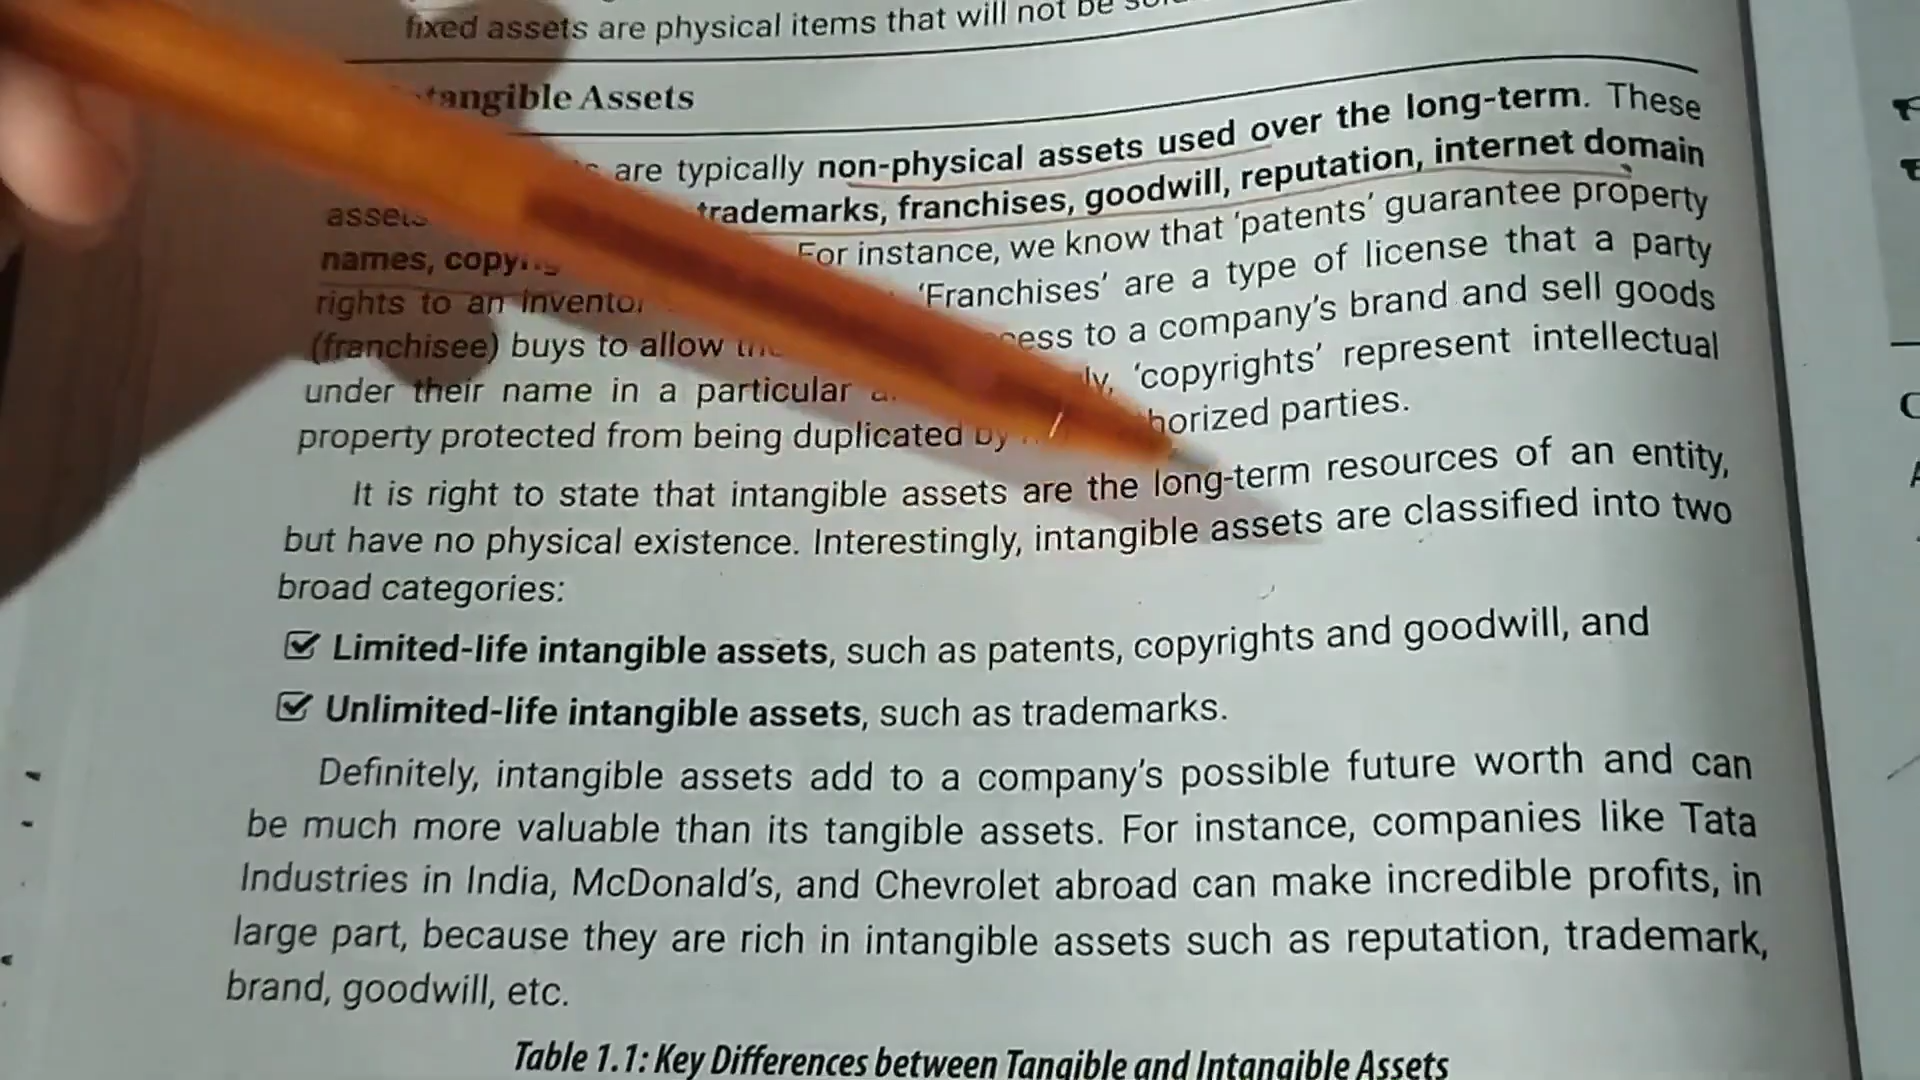 fixed assets are physical items that will not be
tangible Assets
are typically non-physical assets used over the long-term. These
assets trademarks, franchises, goodwill, reputation, internet domain
names, For instance, we know that ‘patents’ guarantee property
rights to an ‘Franchises’ are a type of license that a party
(franchisee) buys to allow to a company’s brand and sell goods
under their name in a particular ‘copyrights’ represent intellectual
property protected from being duplicated by parties.
It is right to state that intangible assets are the long-term resources of an entity,
but have no physical existence. Interestingly, intangible assets are classified into two
broad categories:
☑ Limited-life intangible assets, such as patents, copyrights and goodwill, and
☑ Unlimited-life intangible assets, such as trademarks.
Definitely, intangible assets add to a company’s possible future worth and can
be much more valuable than its tangible assets. For instance, companies like Tata
Industries in India, McDonald’s, and Chevrolet abroad can make incredible profits, in
large part, because they are rich in intangible assets such as reputation, trademark,
brand, goodwill, etc.
Table 1.1: Key Differences between Tangible and Intangible Assets